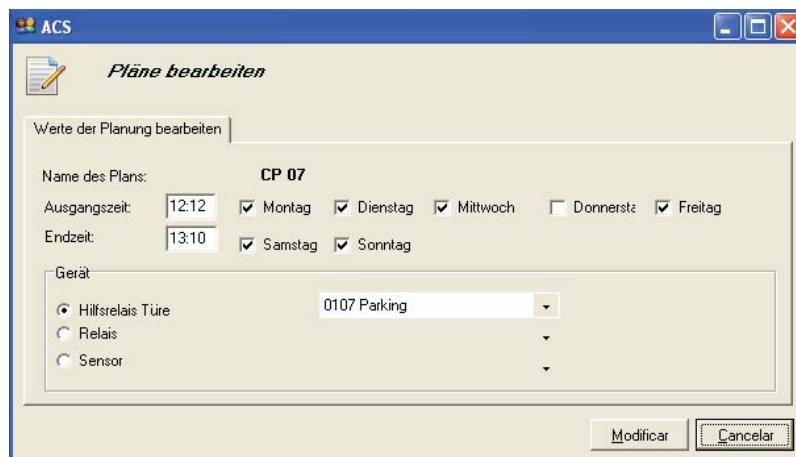 ACS
Pläne bearbeiten
Werte der Planung bearbeiten
Name des Plans: CP 07
Ausgangszeit: 12:12 Montag Dienstag Mittwoch Donnersta Freitag
Endzeit: 13:10 Samstag Sonntag
Gerät
Hilfsrelais Türe 0107 Parking
Relais
Sensor
Modificar Cancelar